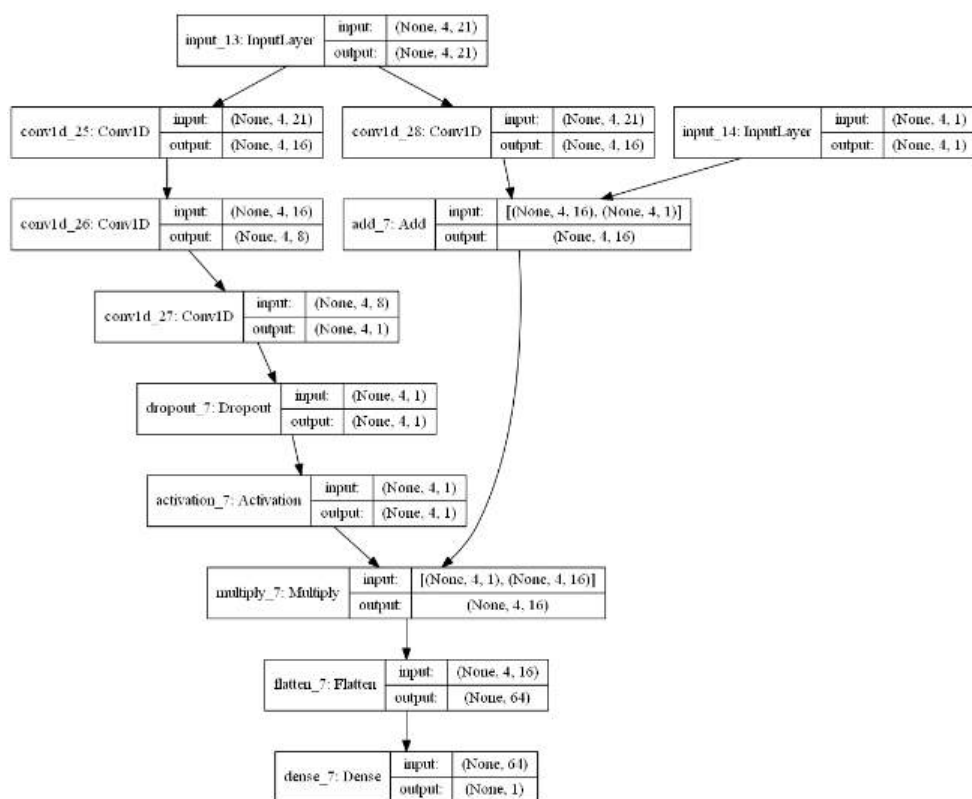 input_13: InputLayer
input: (None, 4, 21)
output: (None, 4, 21)
conv1d_25: Conv1D
input: (None, 4, 21)
output: (None, 4, 16)
conv1d_28: Conv1D
input: (None, 4, 21)
output: (None, 4, 16)
input_14: InputLayer
input: (None, 4, 1)
output: (None, 4, 1)
conv1d_26: Conv1D
input: (None, 4, 16)
output: (None, 4, 8)
add_7: Add
input: [(None, 4, 16), (None, 4, 1)]
output: (None, 4, 16)
conv1d_27: Conv1D
input: (None, 4, 8)
output: (None, 4, 1)
dropout_7: Dropout
input: (None, 4, 1)
output: (None, 4, 1)
activation_7: Activation
input: (None, 4, 1)
output: (None, 4, 1)
multiply_7: Multiply
input: [(None, 4, 1), (None, 4, 16)]
output: (None, 4, 16)
flatten_7: Flatten
input: (None, 4, 16)
output: (None, 64)
dense_7: Dense
input: (None, 64)
output: (None, 1)